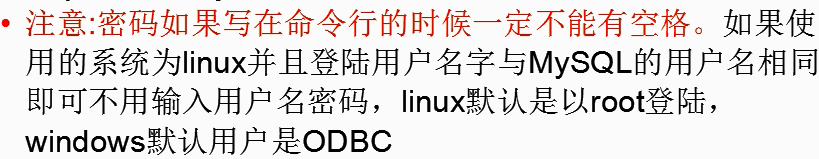 • 注意:密码如果写在命令行的时候一定不能有空格。如果使
用的系统为linux并且登陆用户名字与MySQL的用户名相同
即可不用输入用户名密码，linux默认是以root登陆，
windows默认用户是ODBC